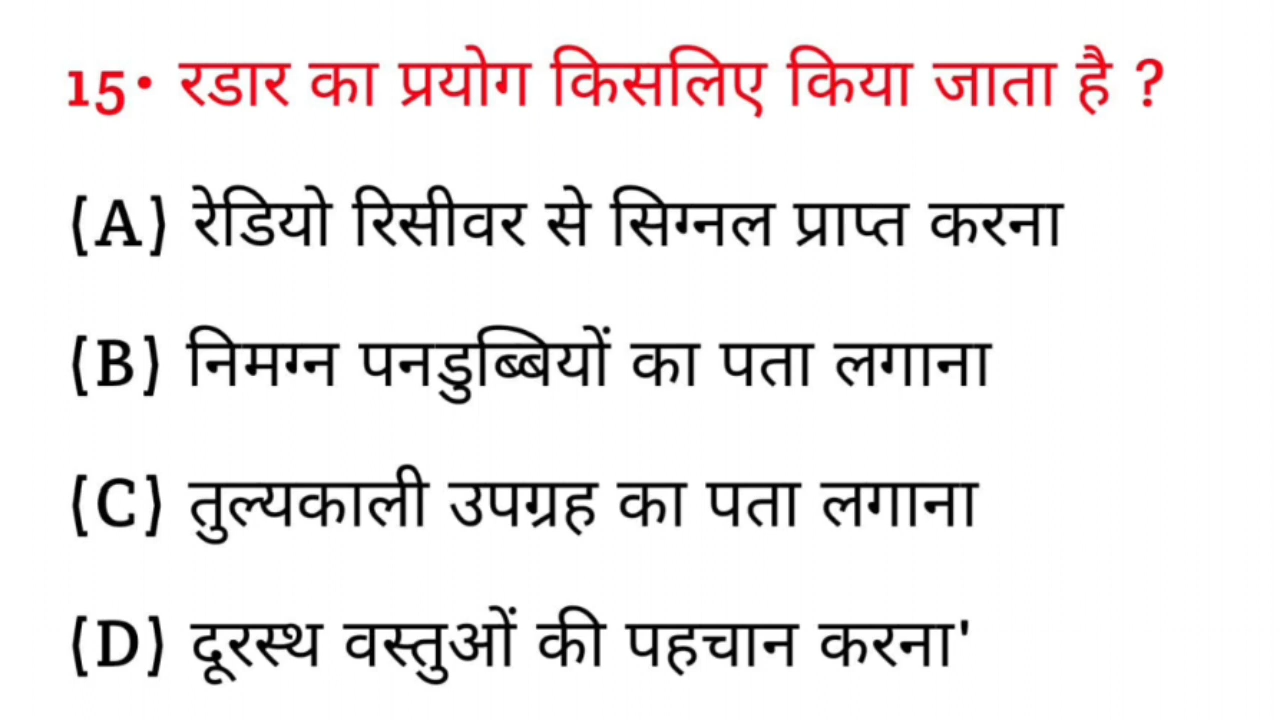 15• रडार का प्रयोग किसलिए किया जाता है ?
(A) रेडियो रिसीवर से सिग्नल प्राप्त करना
(B) निमग्न पनडुब्बियों का पता लगाना
(C) तुल्यकाली उपग्रह का पता लगाना
(D) दूरस्थ वस्तुओं की पहचान करना'